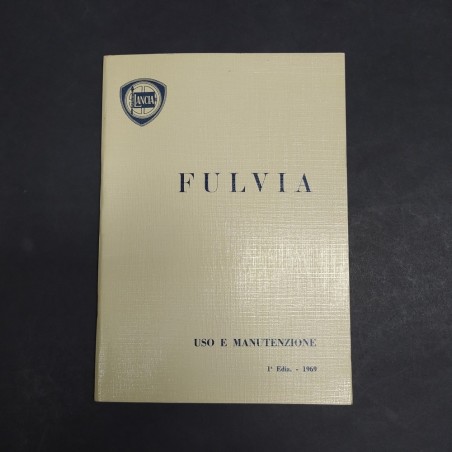 LANCIA
FULVIA
USO E MANUTENZIONE
1ª Ediz. - 1969